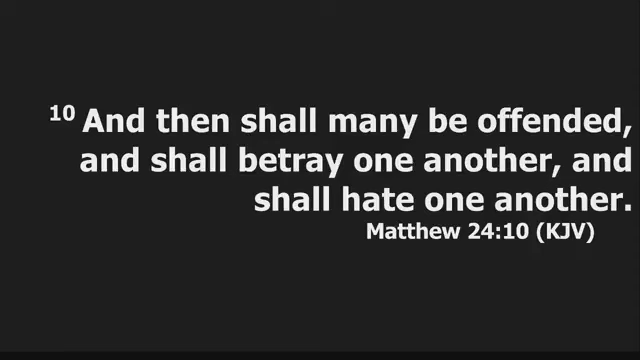 10 And then shall many be offended,
and shall betray one another, and
shall hate one another.
Matthew 24:10 (KJV)